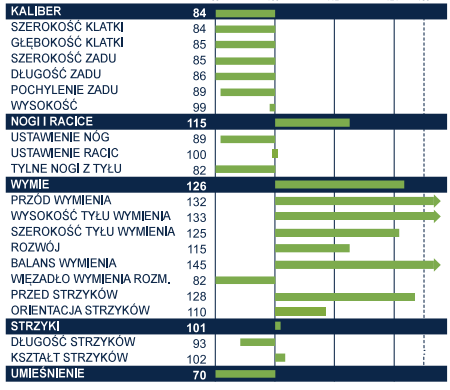 KALIBER 84
SZEROKOŚĆ KLATKI 84
GŁĘBOKOŚĆ KLATKI 85
SZEROKOŚĆ ZADU 85
DŁUGOŚĆ ZADU 86
POCHYLENIE ZADU 89
WYSOKOŚĆ 99
NOGI I RACICE 115
USTAWIENIE NÓG 89
USTAWIENIE RACIC 100
TYLNE NOGI Z TYŁU 82
WYMIE 126
PRZÓD WYMIENIA 132
WYSOKOŚĆ TYŁU WYMIENIA 133
SZEROKOŚĆ TYŁU WYMIENIA 125
ROZWÓJ 115
BALANS WYMIENIA 145
WIĘZADŁO WYMIENIA ROZM. 82
PRZED STRZYKÓW 128
ORIENTACJA STRZYKÓW 110
STRZYKI 101
DŁUGOŚĆ STRZYKÓW 93
KSZTAŁT STRZYKÓW 102
UMIEŚNIENIE 70